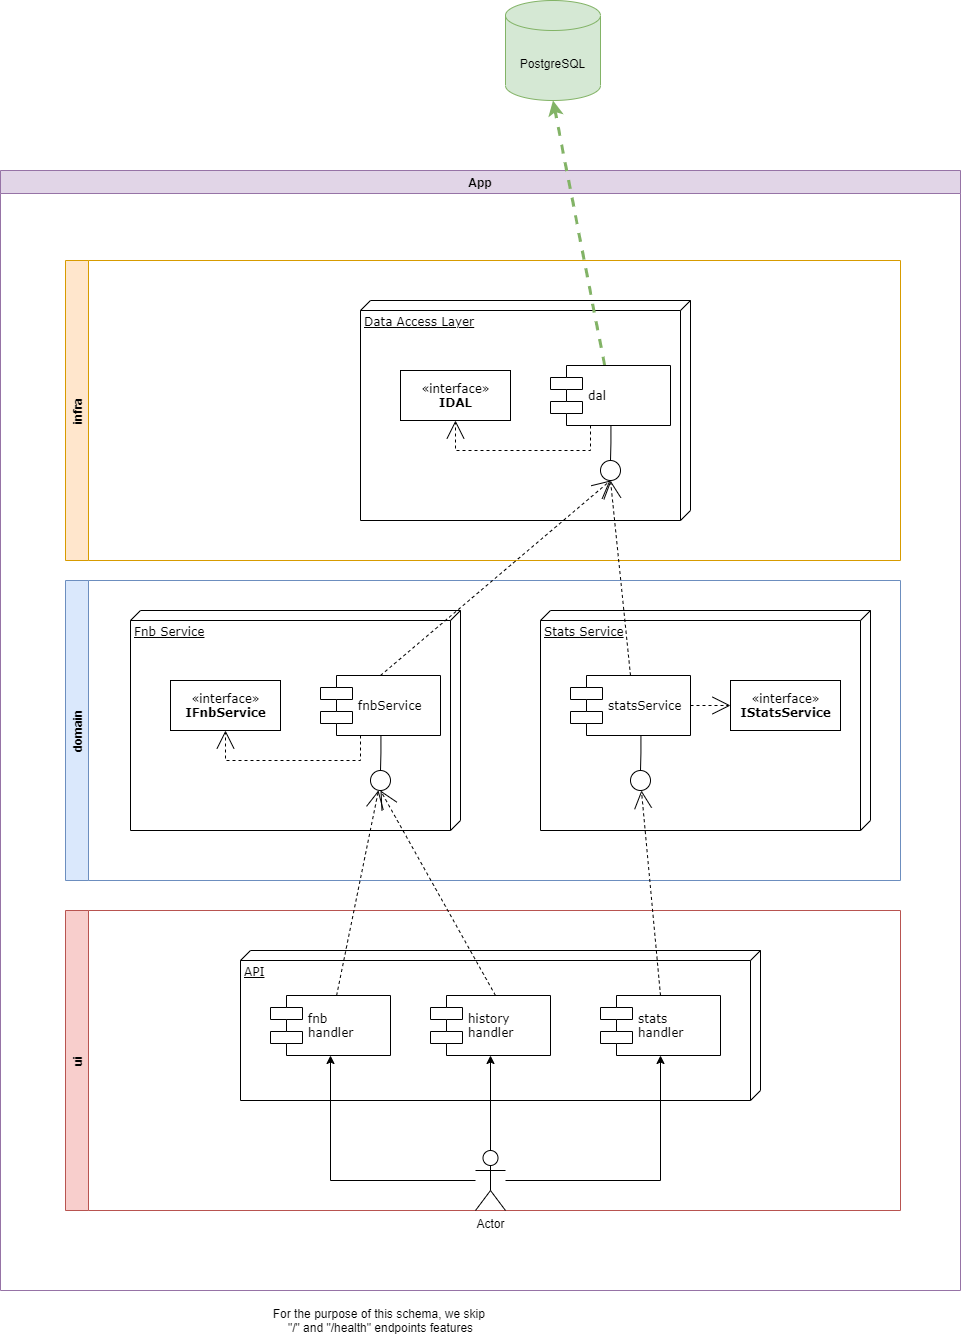 PostgreSQL
App
infra
Data Access Layer
«interface»
IDAL
dal
domain
Fnb Service
«interface»
IFnbService
fnbService
Stats Service
statsService
«interface»
IStatsService
ui
API
fnb
handler
history
handler
stats
handler
Actor
For the purpose of this schema, we skip
"/" and "/health" endpoints features